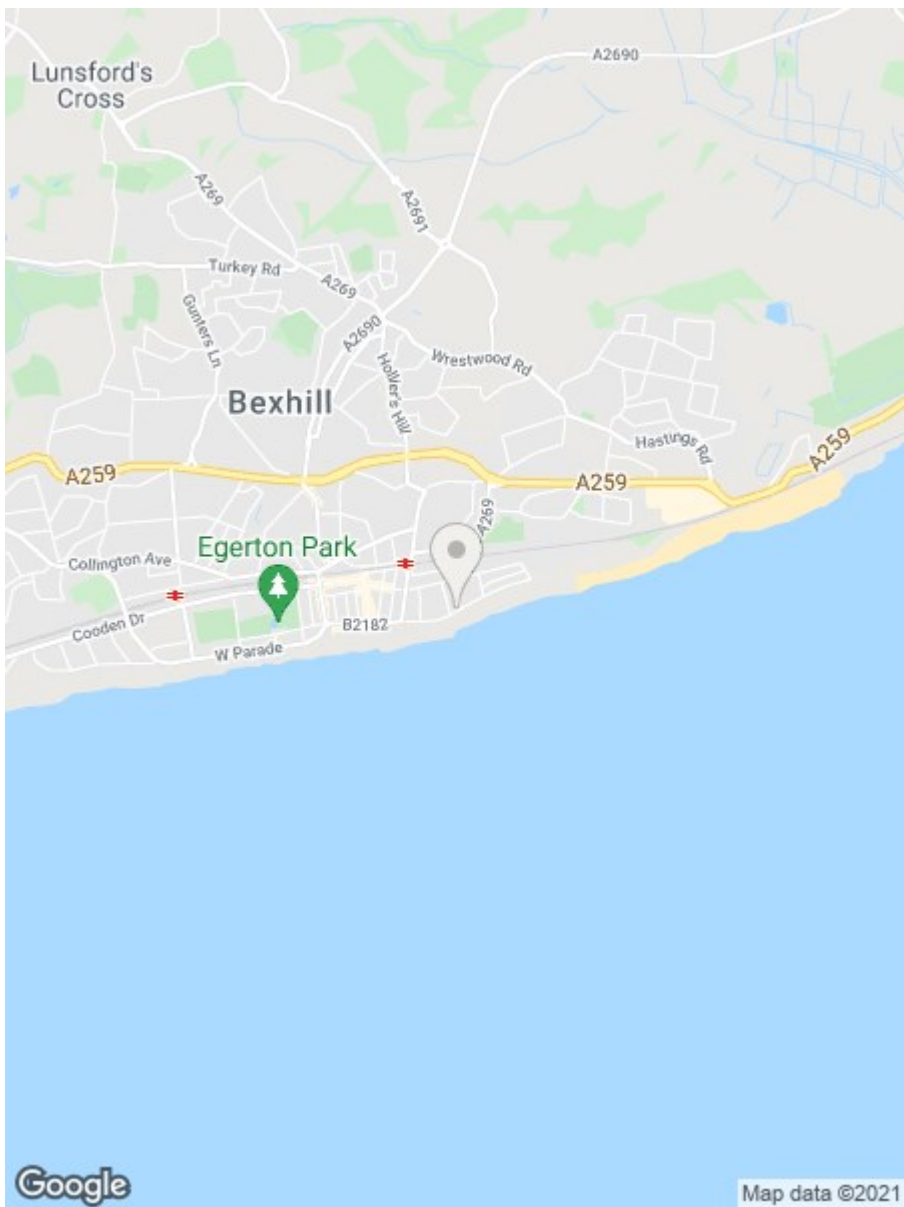 A2690
Lunsford's
Cross
A269
A2691
Turkey Rd
A269
Gunters Ln
A2690
Wrestwood Rd
Hollier's Hill
Bexhill
Hastings Rd
A259
A259
A259
A269
Egerton Park
Collington Ave
Cooden Dr
B2182
W Parade
Google
Map data ©2021